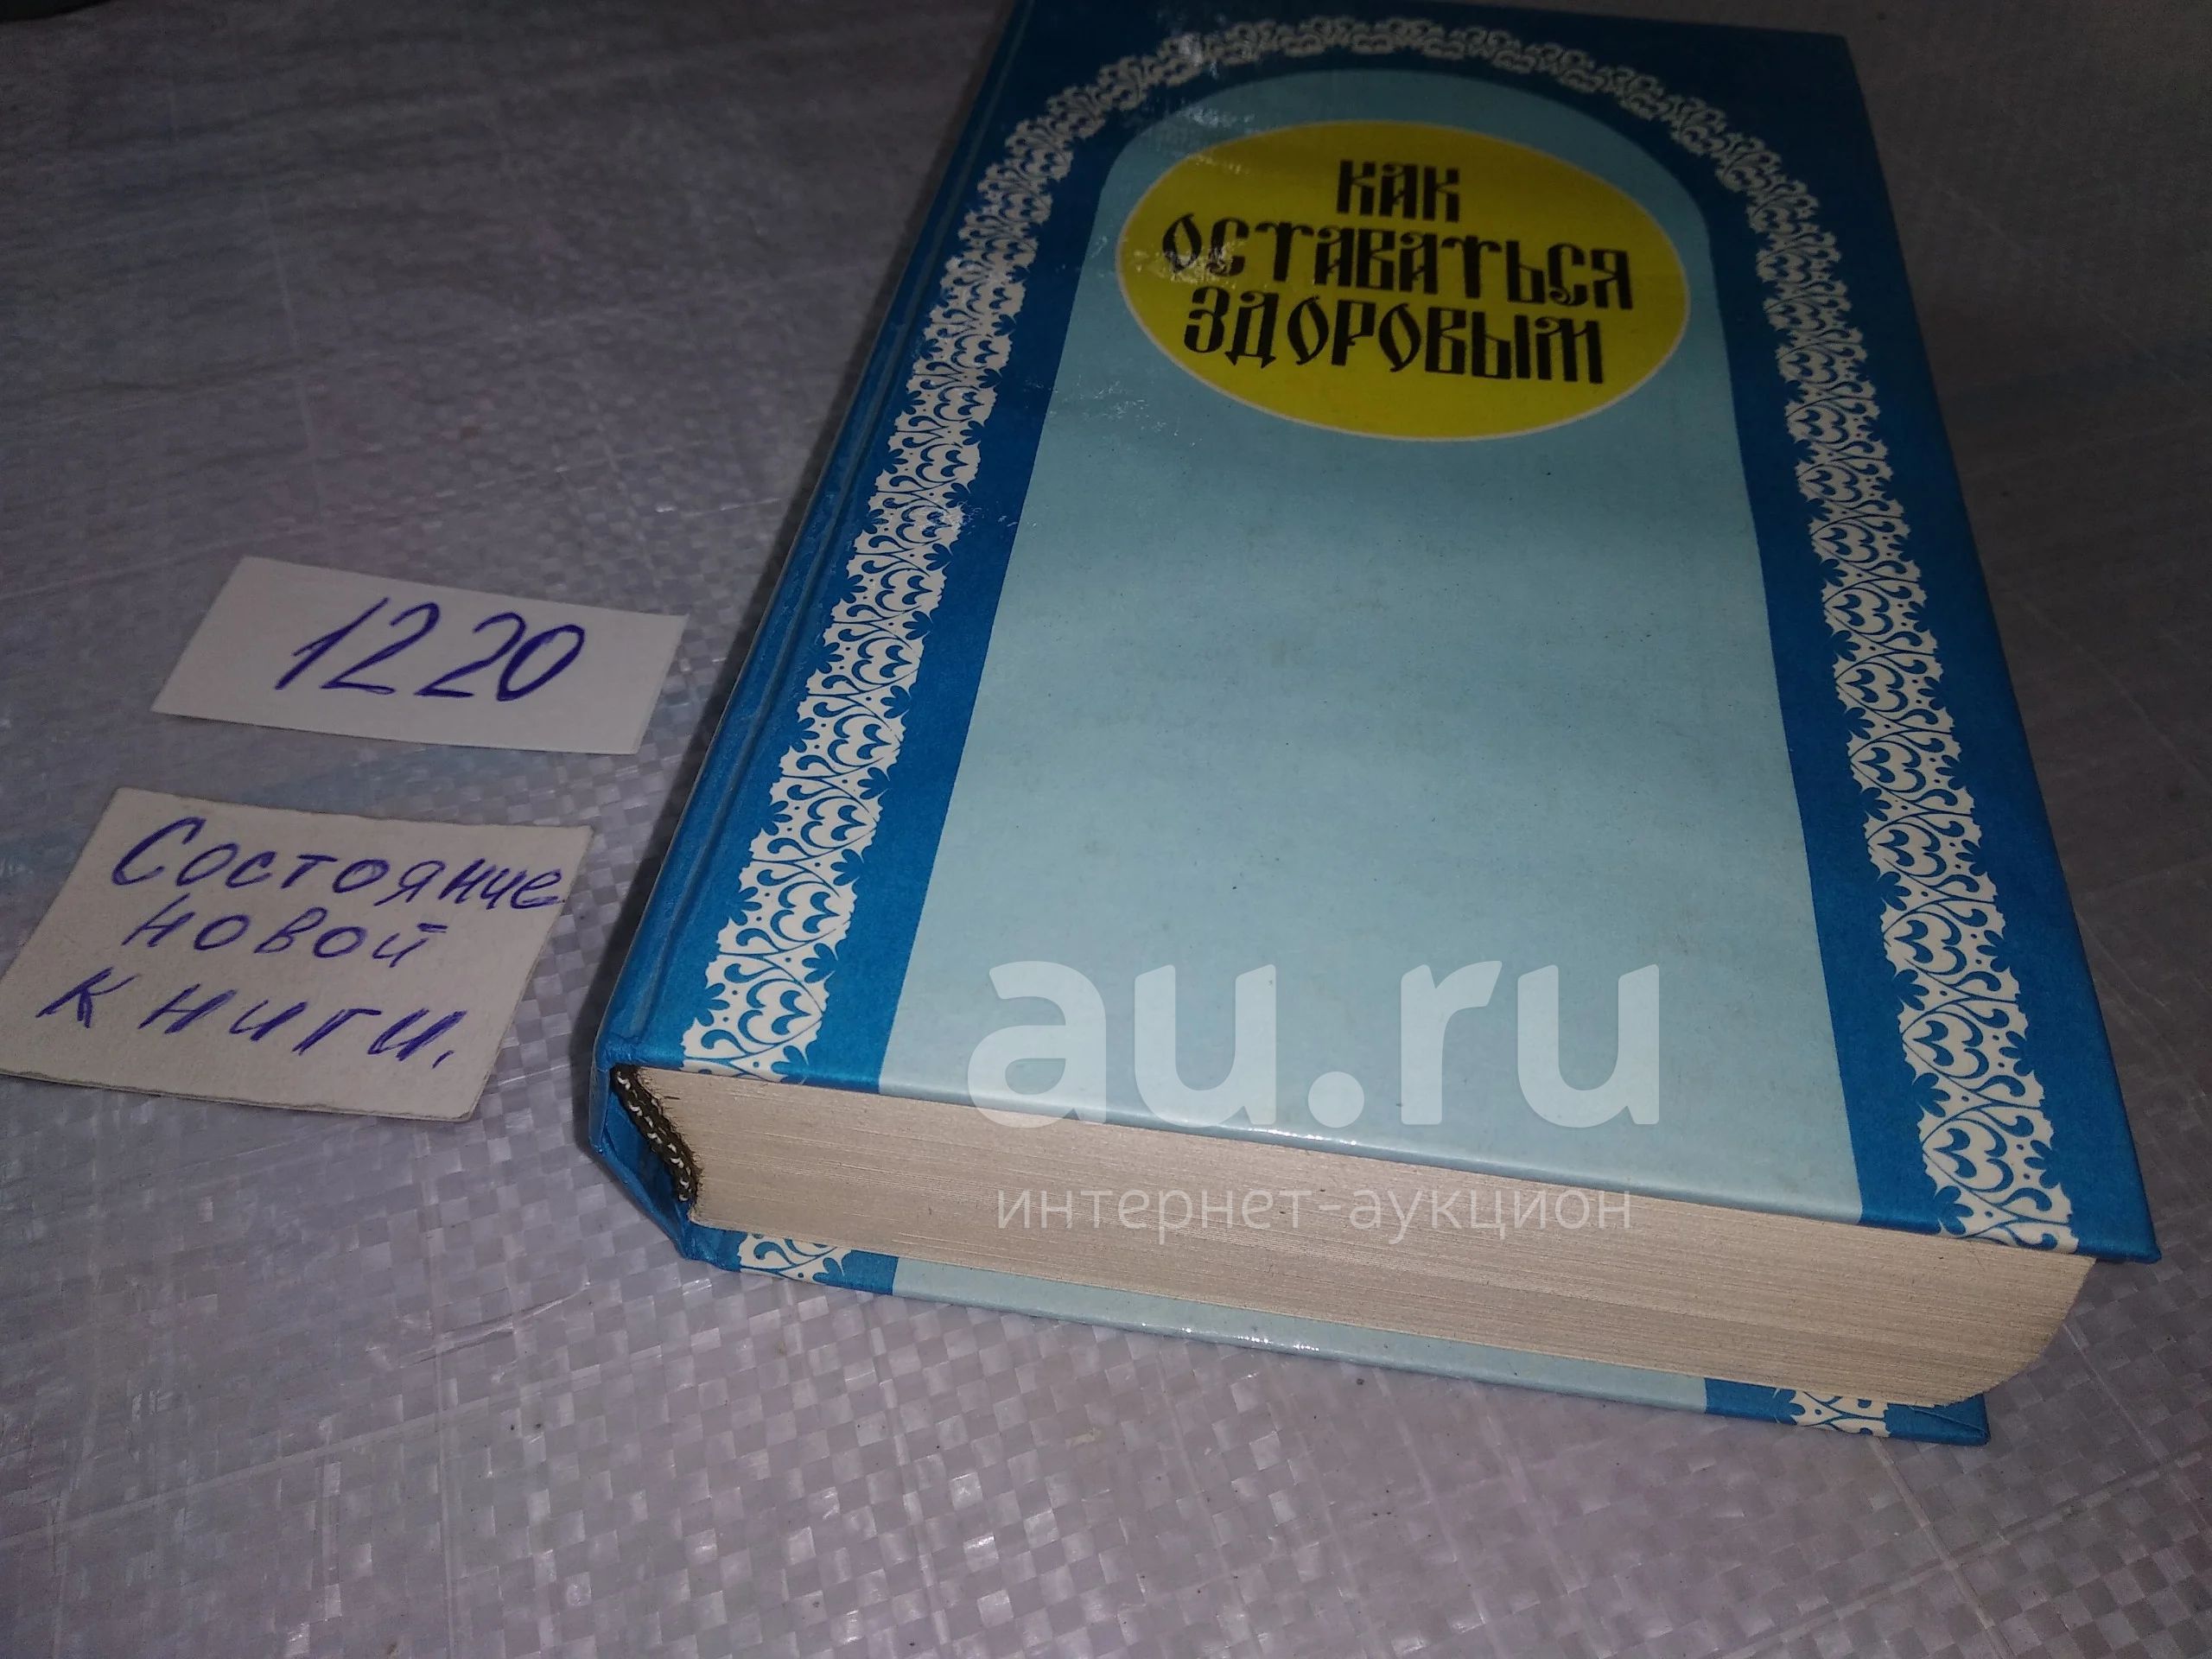 КАК
ОСТАВАТЬСЯ
ЗДОРОВЫМ
1220
Состояние
новой
книги.
au.ru
интернет-аукцион